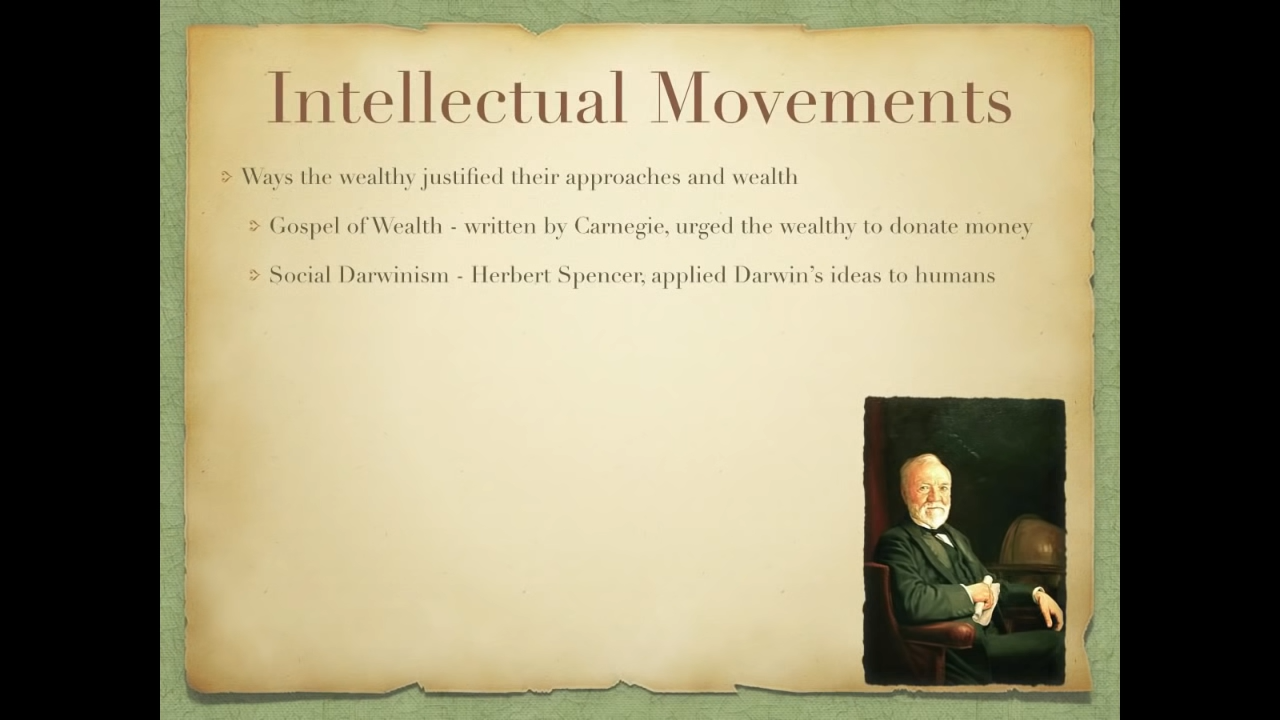 Intellectual Movements
Ways the wealthy justified their approaches and wealth
Gospel of Wealth - written by Carnegie, urged the wealthy to donate money
Social Darwinism - Herbert Spencer, applied Darwin’s ideas to humans